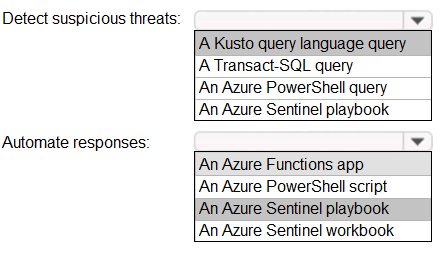 Detect suspicious threats:
A Kusto query language query
A Transact-SQL query
An Azure PowerShell query
An Azure Sentinel playbook
Automate responses:
An Azure Functions app
An Azure PowerShell script
An Azure Sentinel playbook
An Azure Sentinel workbook